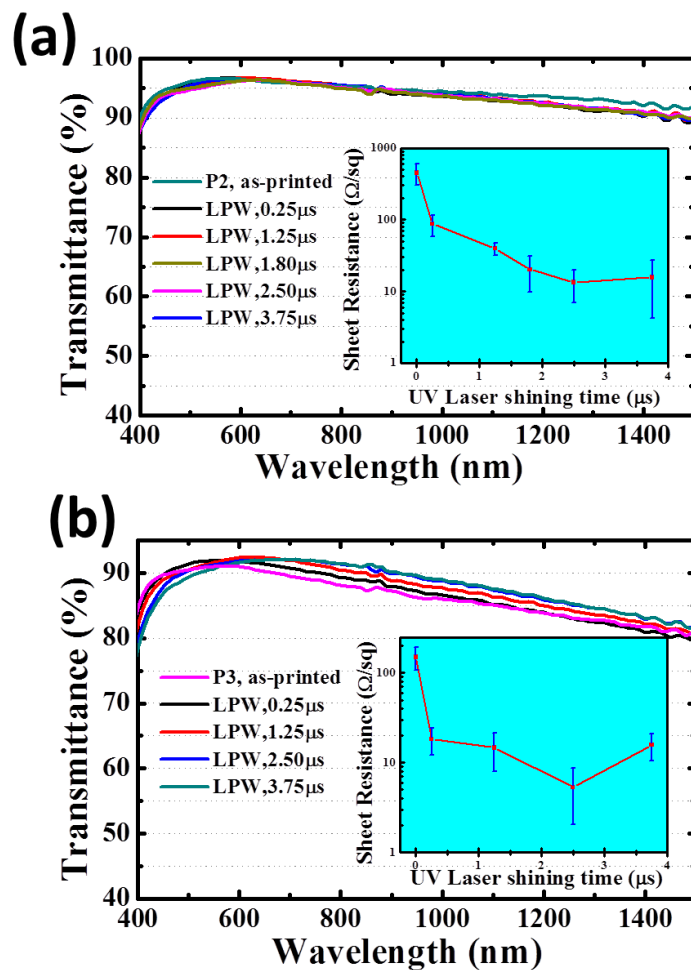 (a)
Transmittance (%)
100
90
80
70
60
50
40
P2, as-printed
LPW,0.25μs
LPW,1.25μs
LPW,1.80μs
LPW,2.50μs
LPW,3.75μs
Sheet Resistance (Ω/sq)
1000
100
10
1
0
1
2
3
4
UV Laser shining time (μs)
400
600
800
1000
1200
1400
Wavelength (nm)
(b)
Transmittance (%)
90
80
70
60
50
40
P3, as-printed
LPW,0.25μs
LPW,1.25μs
LPW,2.50μs
LPW,3.75μs
Sheet Resistance (Ω/sq)
100
10
1
0
1
2
3
4
UV Laser shining time (μs)
400
600
800
1000
1200
1400
Wavelength (nm)